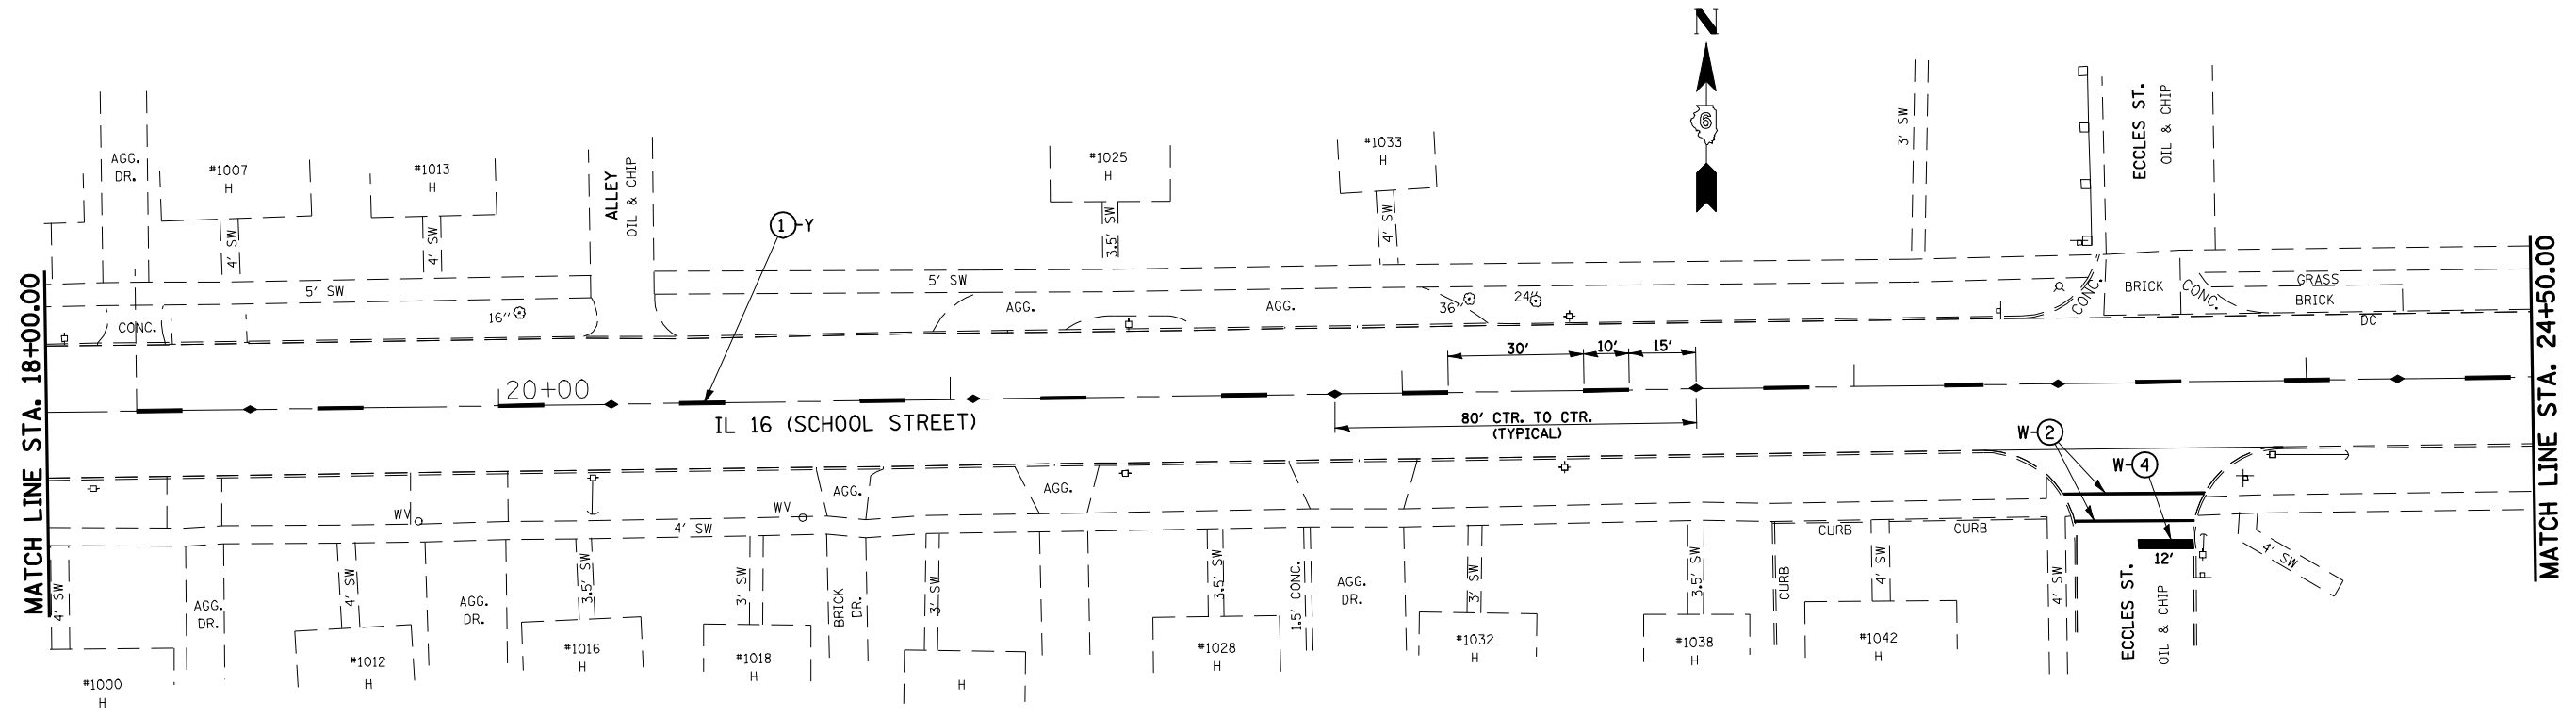 N
6
MATCH LINE STA. 18+00.00
AGG.
DR.
#1007
H
4' SW
#1013
H
4' SW
ALLEY
OIL & CHIP
1-Y
#1025
H
3.5' SW
#1033
H
4' SW
3' SW
ECCLES ST.
OIL & CHIP
MATCH LINE STA. 24+50.00
5' SW
5' SW
CONC.
16"
AGG.
AGG.
36"
24"
CONC.
BRICK
CONC.
GRASS
BRICK
DC
30'
10'
15'
20+00
IL 16 (SCHOOL STREET)
80' CTR. TO CTR.
(TYPICAL)
W-2
W-4
WV
WV
4' SW
AGG.
AGG.
CURB
CURB
12'
4' SW
4' SW
AGG.
DR.
4' SW
AGG.
DR.
3.5' SW
3' SW
BRICK
DR.
3' SW
3.5' SW
1.5' CONC.
AGG.
DR.
3' SW
3.5' SW
CURB
4' SW
4' SW
ECCLES ST.
OIL & CHIP
#1000
H
#1012
H
#1016
H
#1018
H
H
#1028
H
#1032
H
#1038
H
#1042
H